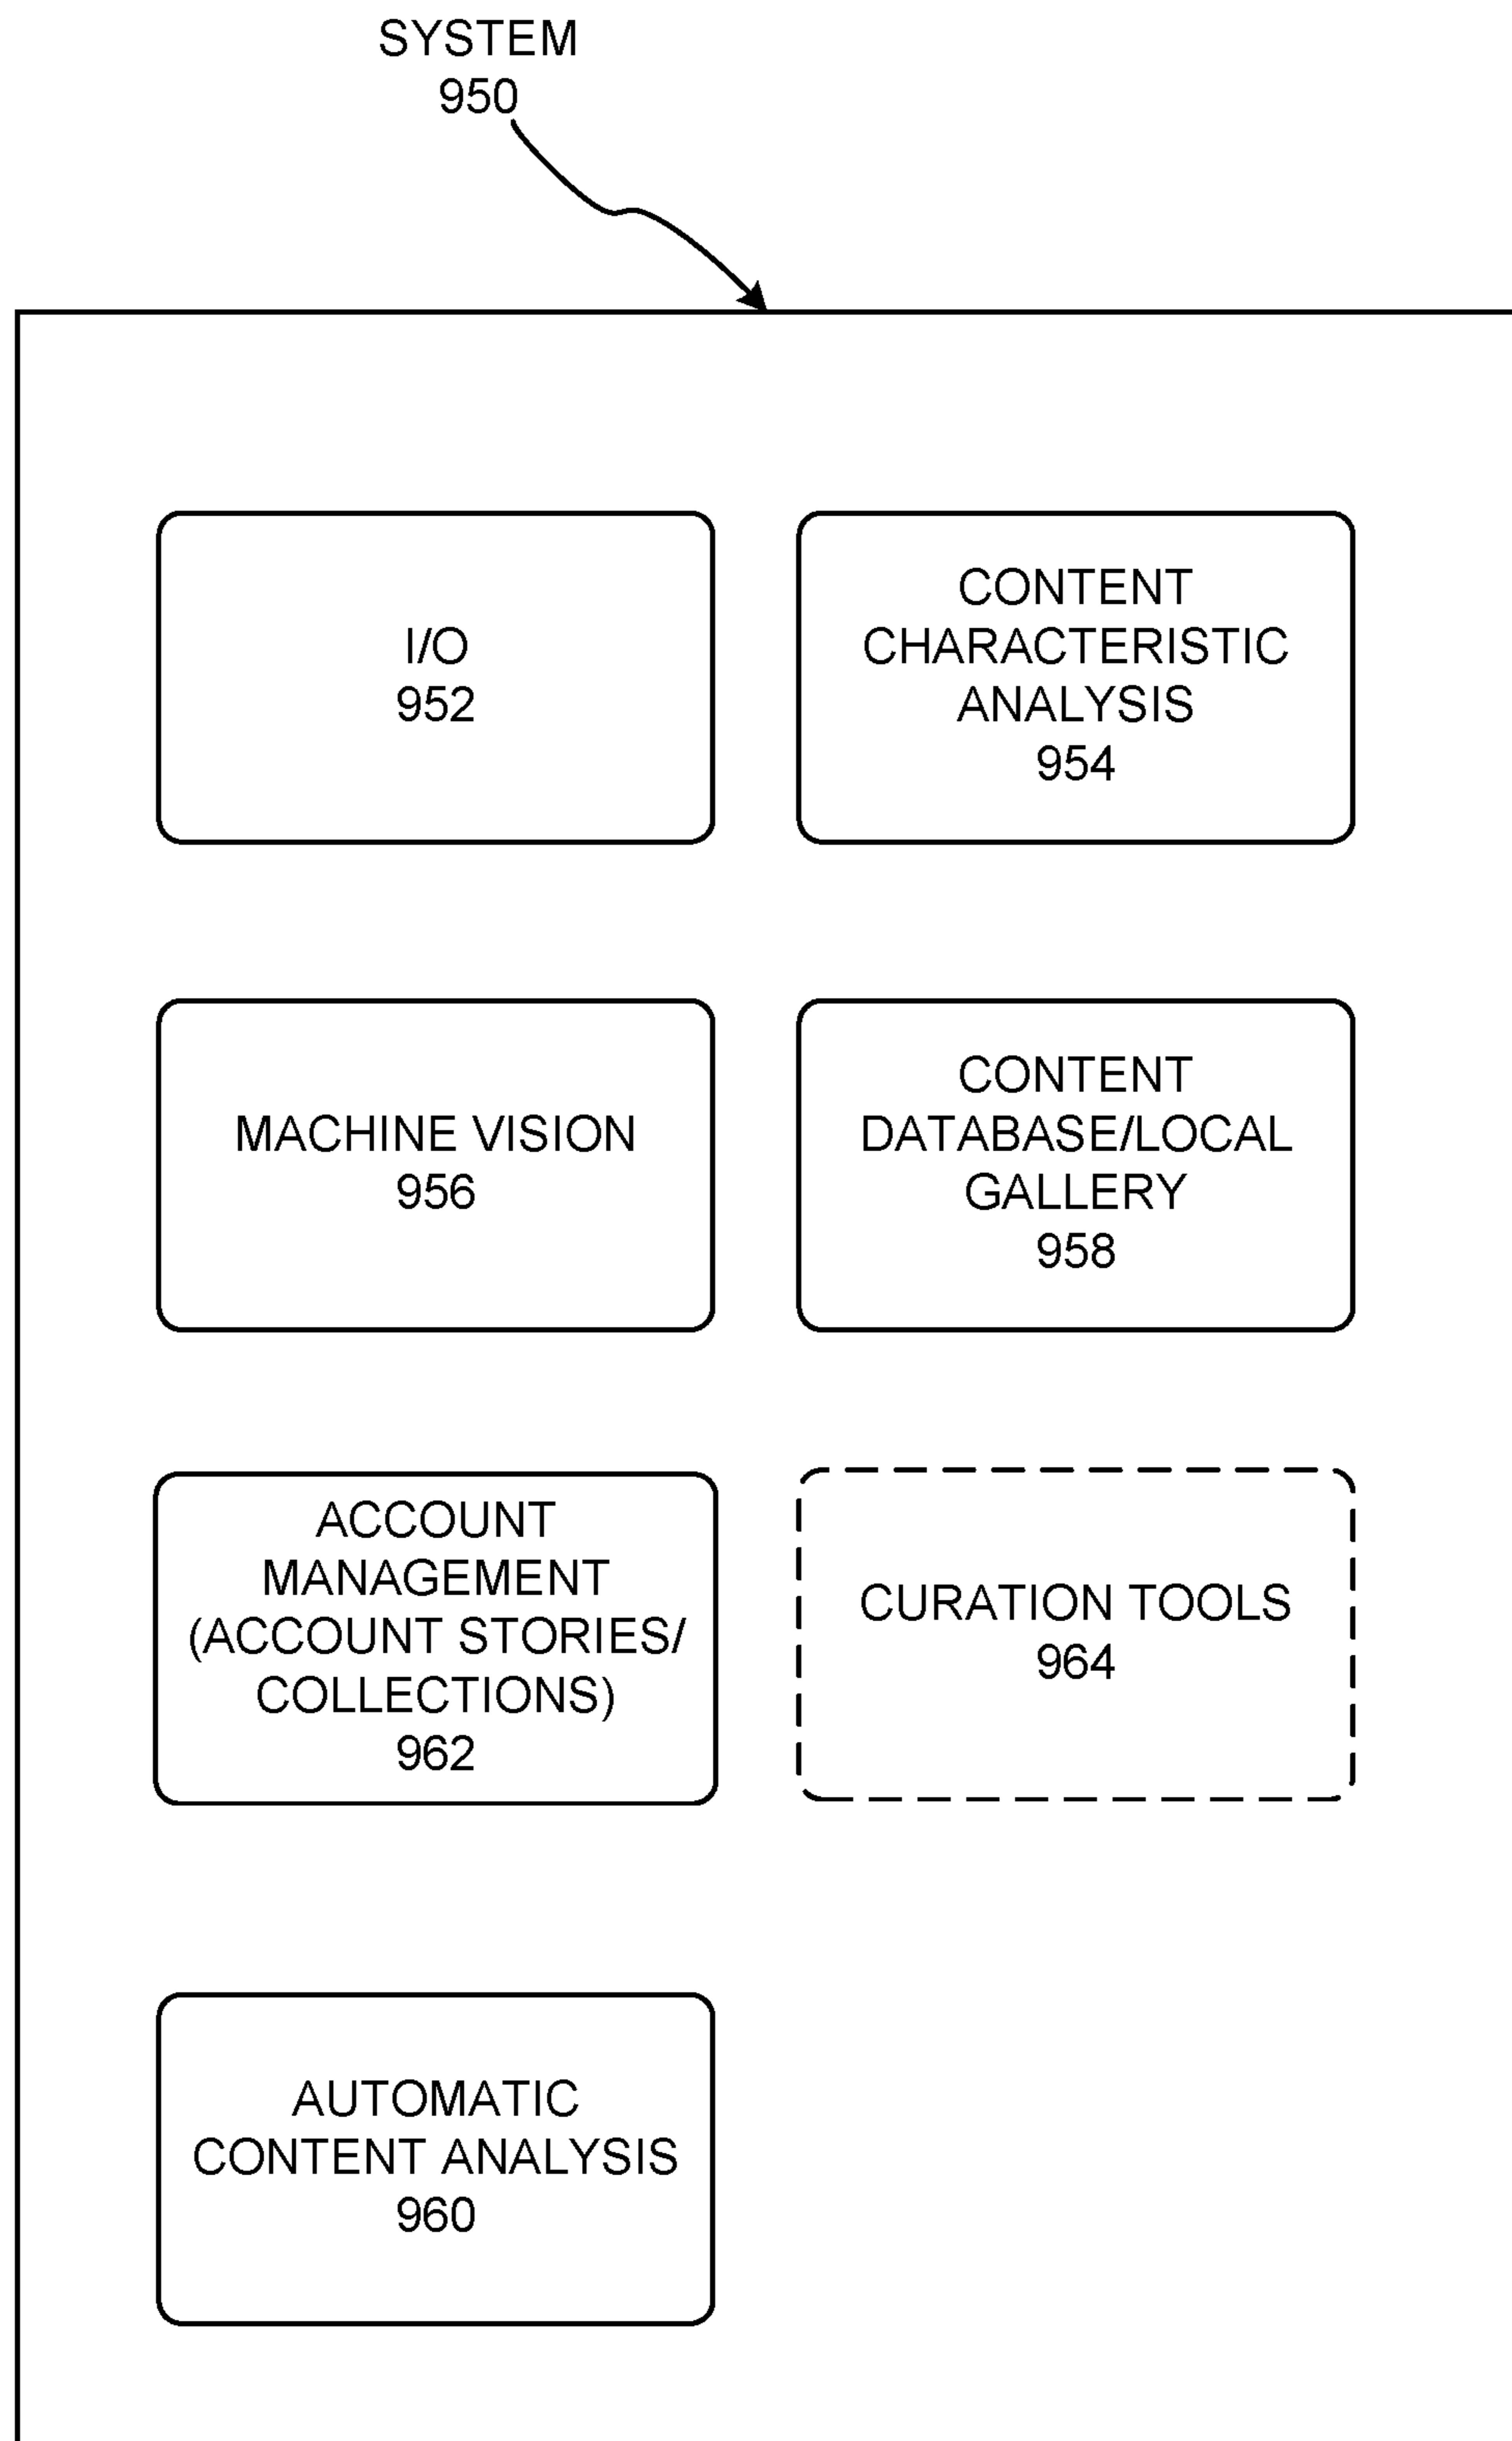 SYSTEM
950
I/O
952
CONTENT
CHARACTERISTIC
ANALYSIS
954
MACHINE VISION
956
CONTENT
DATABASE/LOCAL
GALLERY
958
ACCOUNT
MANAGEMENT
(ACCOUNT STORIES/
COLLECTIONS)
962
CURATION TOOLS
964
AUTOMATIC
CONTENT ANALYSIS
960